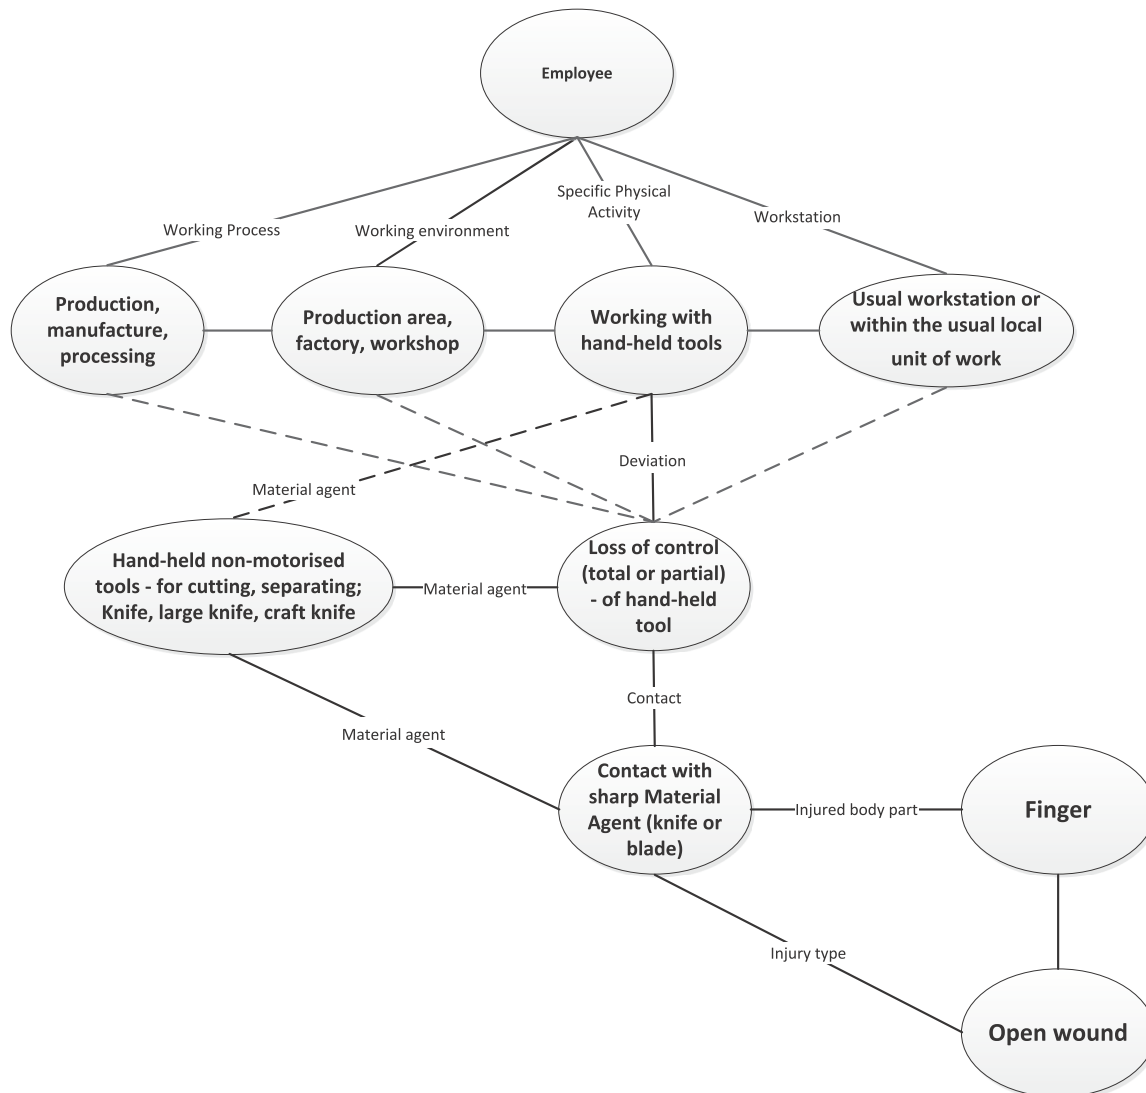 Employee
Specific Physical
Activity
Working Process
Working environment
Workstation
Production,
manufacture,
processing
Production area,
factory, workshop
Working with
hand-held tools
Usual workstation or
within the usual local
unit of work
Deviation
Material agent
Hand-held non-motorised
tools - for cutting, separating;
Knife, large knife, craft knife
Material agent
Loss of control
(total or partial)
- of hand-held
tool
Contact
Material agent
Contact with
sharp Material
Agent (knife or
blade)
Injured body part
Finger
Injury type
Open wound